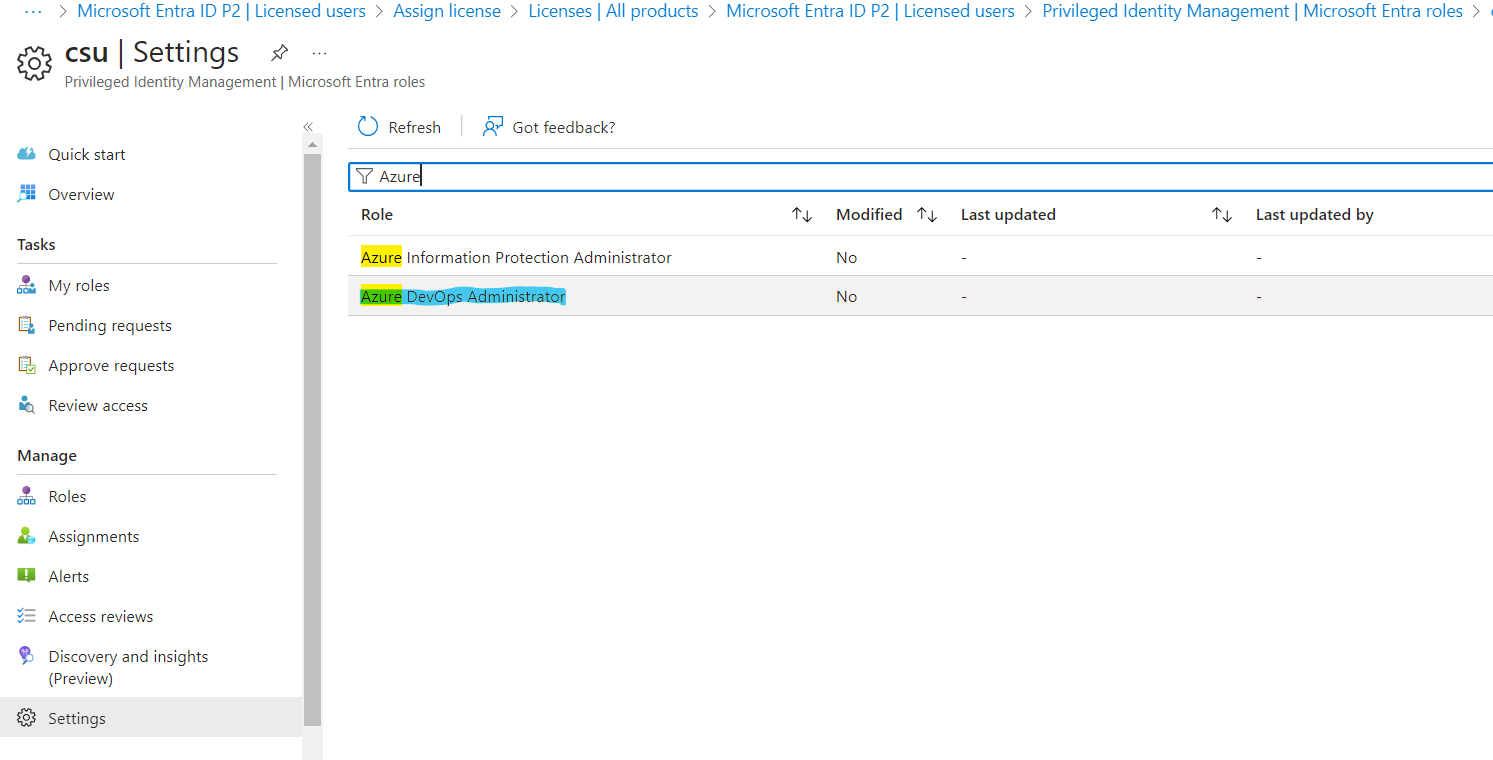 ··· > Microsoft Entra ID P2 | Licensed users > Assign license > Licenses | All products > Microsoft Entra ID P2 | Licensed users > Privileged Identity Management | Microsoft Entra roles >
csu | Settings ···
Privileged Identity Management | Microsoft Entra roles
«
Quick start
Overview
Tasks
My roles
Pending requests
Approve requests
Review access
Manage
Roles
Assignments
Alerts
Access reviews
Discovery and insights
(Preview)
Settings
Refresh | Got feedback?
Azure
Role Modified Last updated Last updated by
Azure Information Protection Administrator No - -
Azure DevOps Administrator No - -